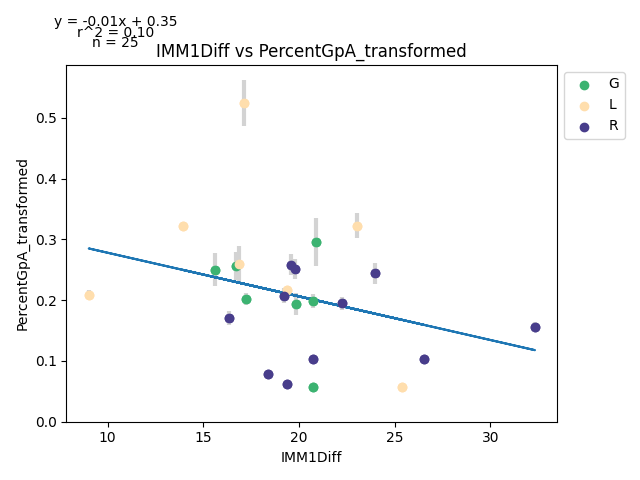 y = -0.01x + 0.35
r^2 = 0.10
n = 25
IMM1Diff vs PercentGpA_transformed
G
L
R
PercentGpA_transformed
0.5
0.4
0.3
0.2
0.1
0.0
10 15 20 25 30
IMM1Diff